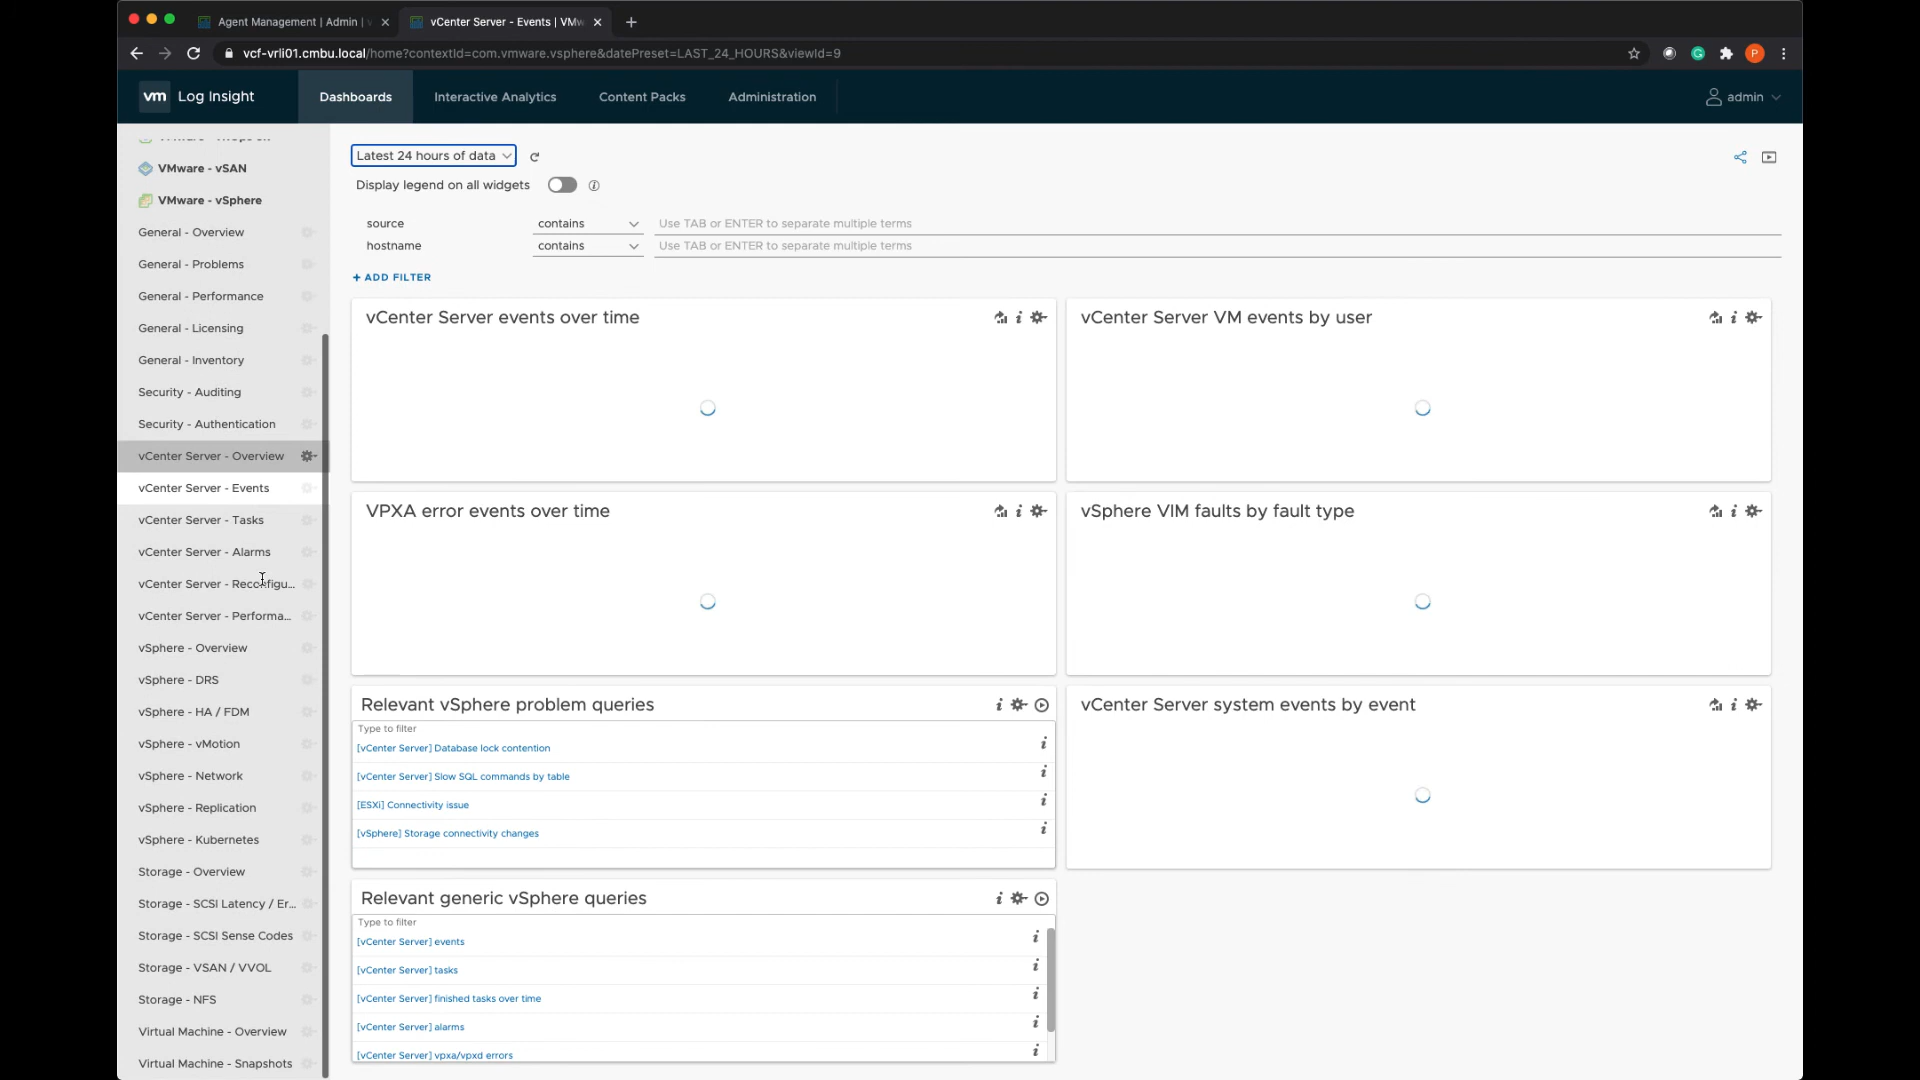 Agent Management | Admin | v
vCenter Server - Events | VMw
vcf-vrli01.cmbu.local/home?contextId=com.vmware.vsphere&datePreset=LAST_24_HOURS&viewId=9
P
vm Log Insight
Dashboards
Interactive Analytics
Content Packs
Administration
admin
VMware - vSAN
VMware - vSphere
General - Overview
General - Problems
General - Performance
General - Licensing
General - Inventory
Security - Auditing
Security - Authentication
vCenter Server - Overview
vCenter Server - Events
vCenter Server - Tasks
vCenter Server - Alarms
vCenter Server - Reconfigu...
vCenter Server - Performa...
vSphere - Overview
vSphere - DRS
vSphere - HA / FDM
vSphere - vMotion
vSphere - Network
vSphere - Replication
vSphere - Kubernetes
Storage - Overview
Storage - SCSI Latency / Er...
Storage - SCSI Sense Codes
Storage - VSAN / VVOL
Storage - NFS
Virtual Machine - Overview
Virtual Machine - Snapshots
Latest 24 hours of data
Display legend on all widgets
source contains Use TAB or ENTER to separate multiple terms
hostname contains Use TAB or ENTER to separate multiple terms
+ ADD FILTER
vCenter Server events over time
vCenter Server VM events by user
VPXA error events over time
vSphere VIM faults by fault type
Relevant vSphere problem queries
Type to filter
[vCenter Server] Database lock contention
[vCenter Server] Slow SQL commands by table
[ESXi] Connectivity issue
[vSphere] Storage connectivity changes
vCenter Server system events by event
Relevant generic vSphere queries
Type to filter
[vCenter Server] events
[vCenter Server] tasks
[vCenter Server] finished tasks over time
[vCenter Server] alarms
[vCenter Server] vpxa/vpxd errors